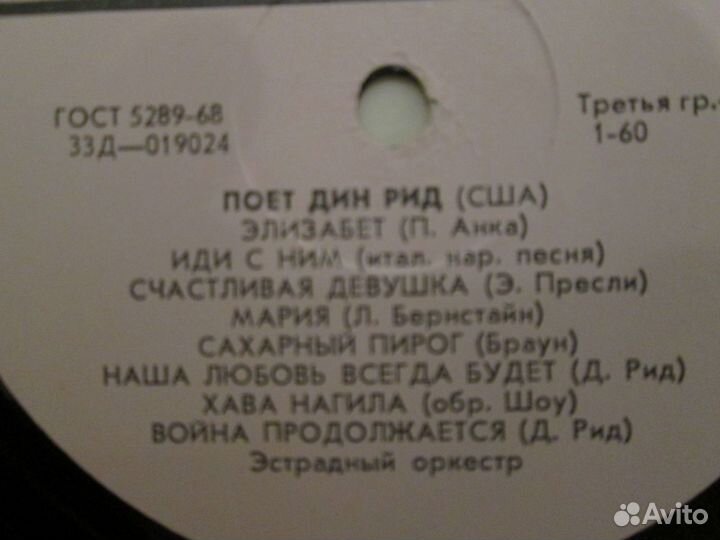 ГОСТ 5289-68
33Д—019024
Третья гр.
1-60
ПОЕТ ДИН РИД (США)
ЭЛИЗАБЕТ (П. Анка)
ИДИ С НИМ (итал. нар. песня)
СЧАСТЛИВАЯ ДЕВУШКА (Э. Пресли)
МАРИЯ (Л. Бернстайн)
САХАРНЫЙ ПИРОГ (Браун)
НАША ЛЮБОВЬ ВСЕГДА БУДЕТ (Д. Рид)
ХАВА НАГИЛА (обр. Шоу)
ВОЙНА ПРОДОЛЖАЕТСЯ (Д. Рид)
Эстрадный оркестр
Avito